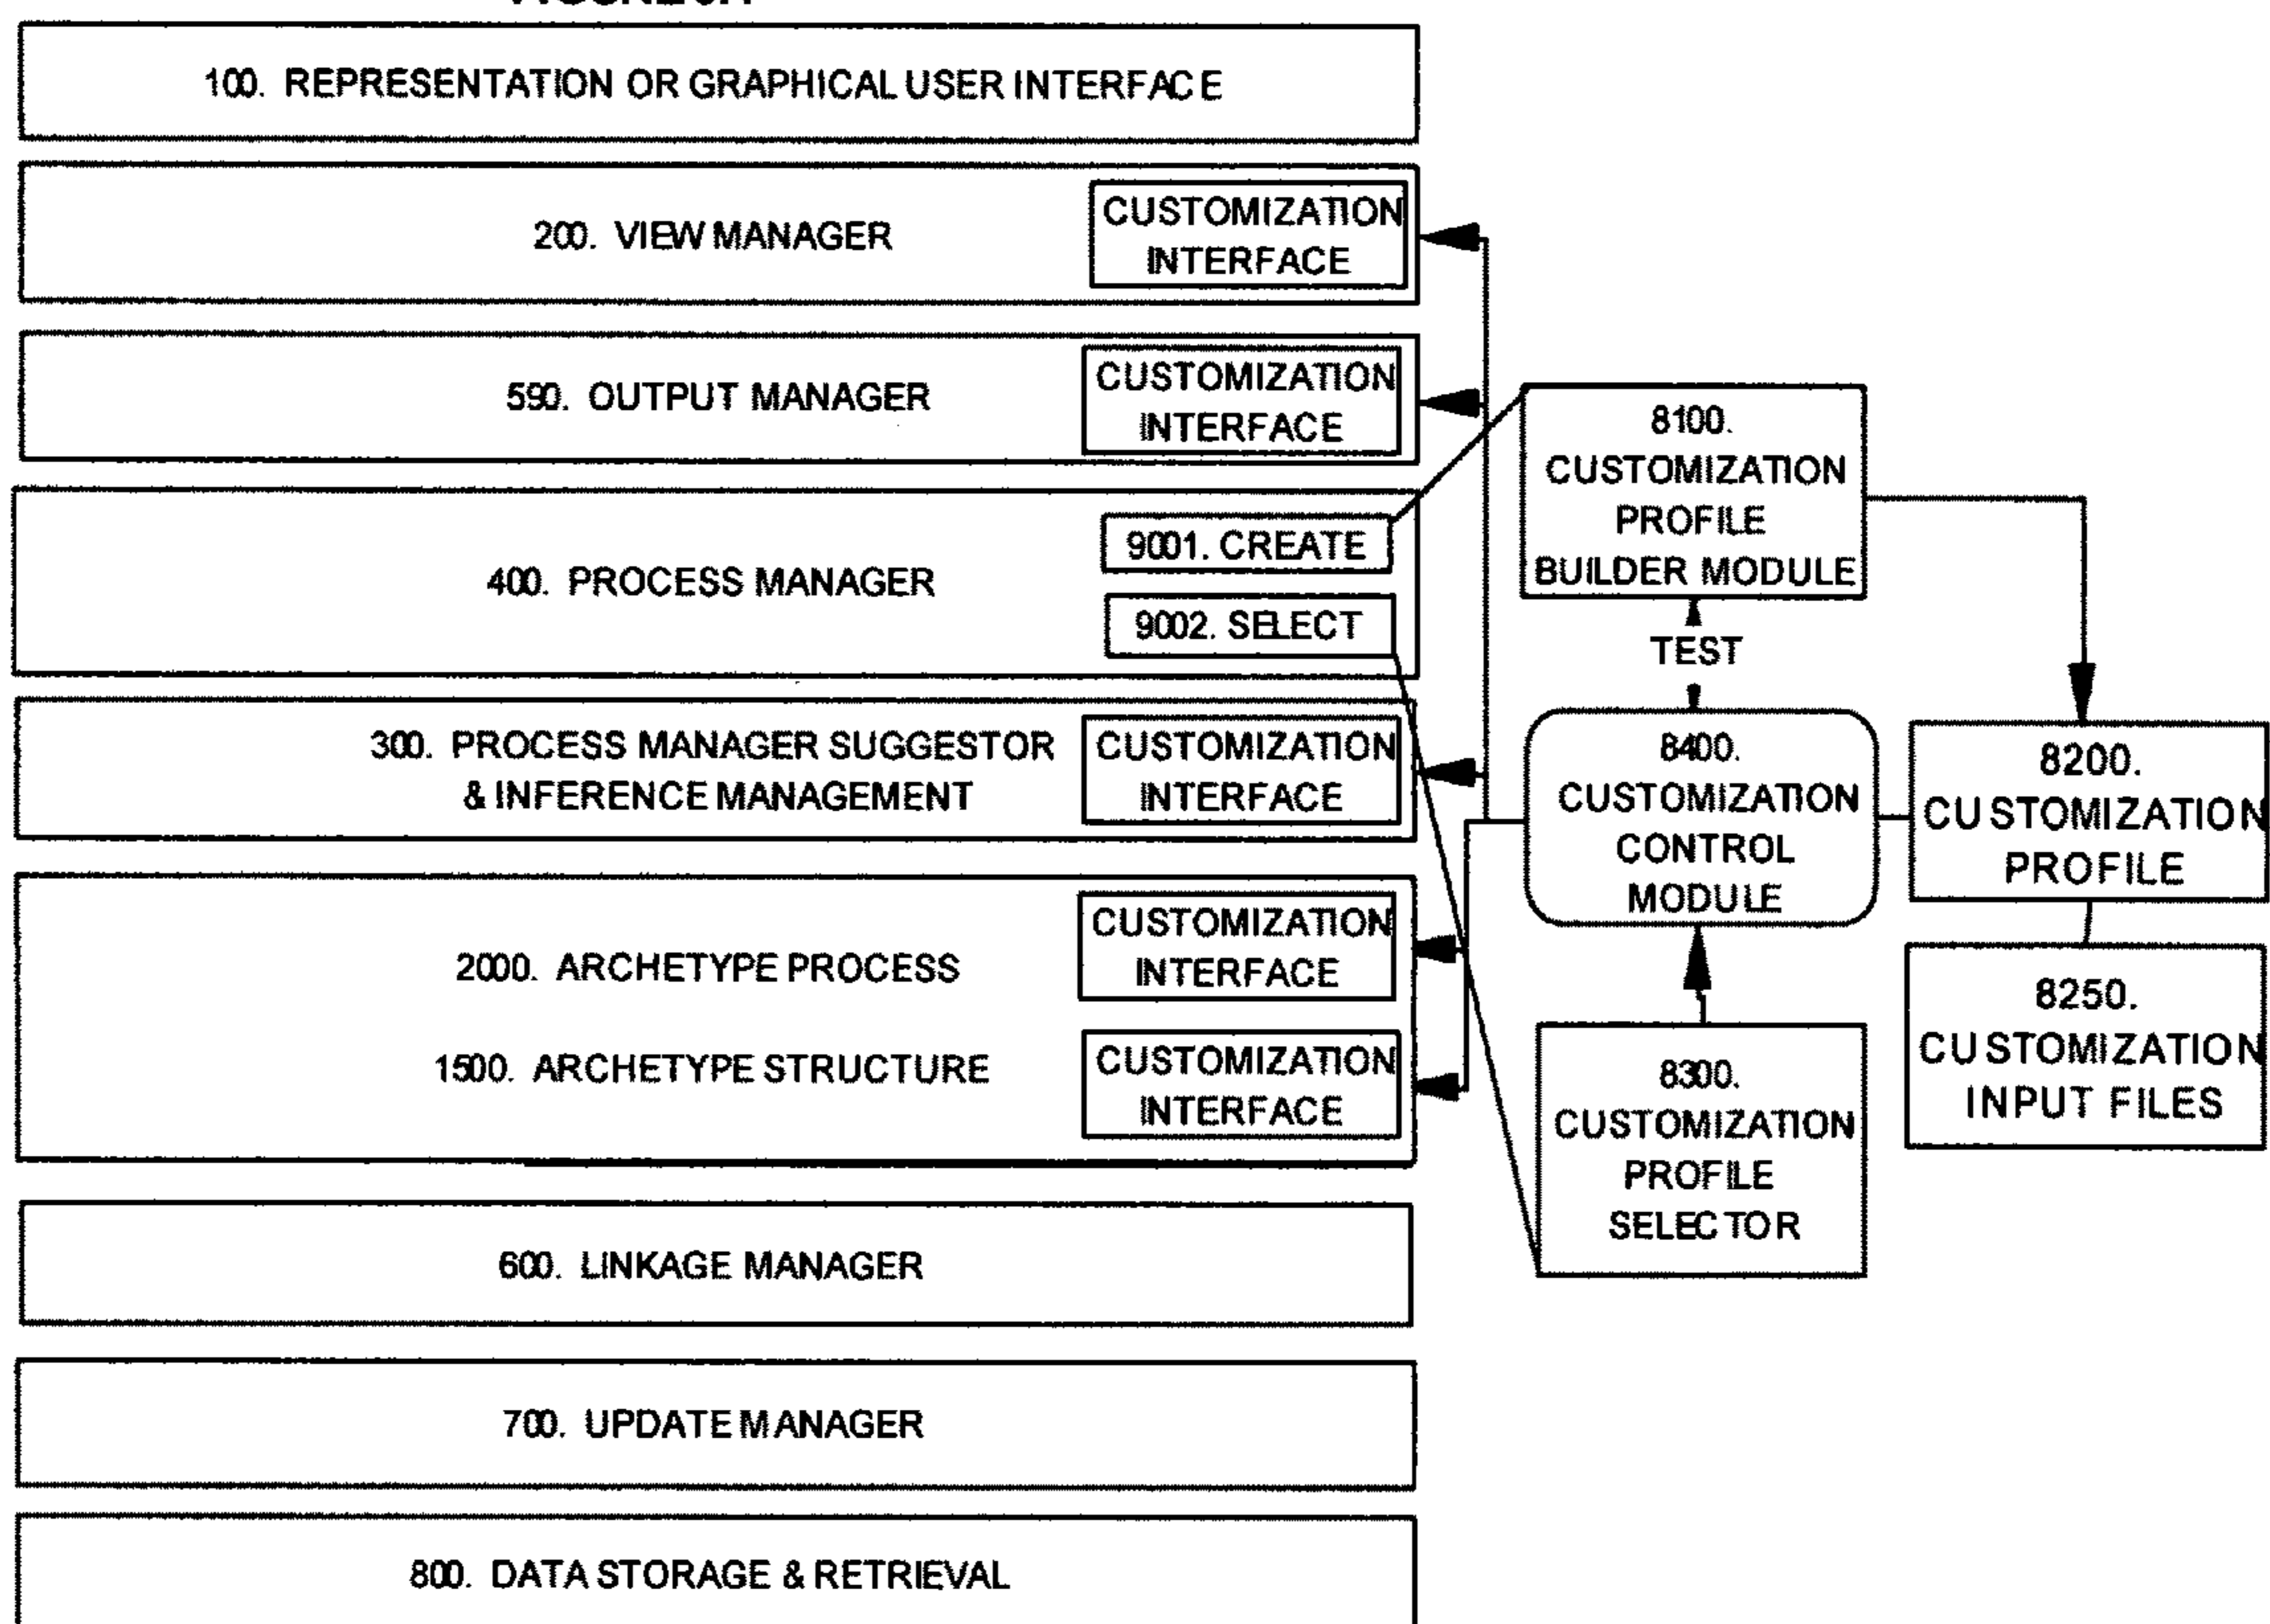 100. REPRESENTATION OR GRAPHICAL USER INTERFACE
200. VIEW MANAGER
CUSTOMIZATION
INTERFACE
590. OUTPUT MANAGER
CUSTOMIZATION
INTERFACE
400. PROCESS MANAGER
9001. CREATE
9002. SELECT
300. PROCESS MANAGER SUGGESTOR
& INFERENCE MANAGEMENT
CUSTOMIZATION
INTERFACE
2000. ARCHETYPE PROCESS
CUSTOMIZATION
INTERFACE
1500. ARCHETYPE STRUCTURE
CUSTOMIZATION
INTERFACE
600. LINKAGE MANAGER
700. UPDATE MANAGER
800. DATA STORAGE & RETRIEVAL
8100.
CUSTOMIZATION
PROFILE
BUILDER MODULE
TEST
8400.
CUSTOMIZATION
CONTROL
MODULE
8300.
CUSTOMIZATION
PROFILE
SELECTOR
8200.
CUSTOMIZATION
PROFILE
8250.
CUSTOMIZATION
INPUT FILES